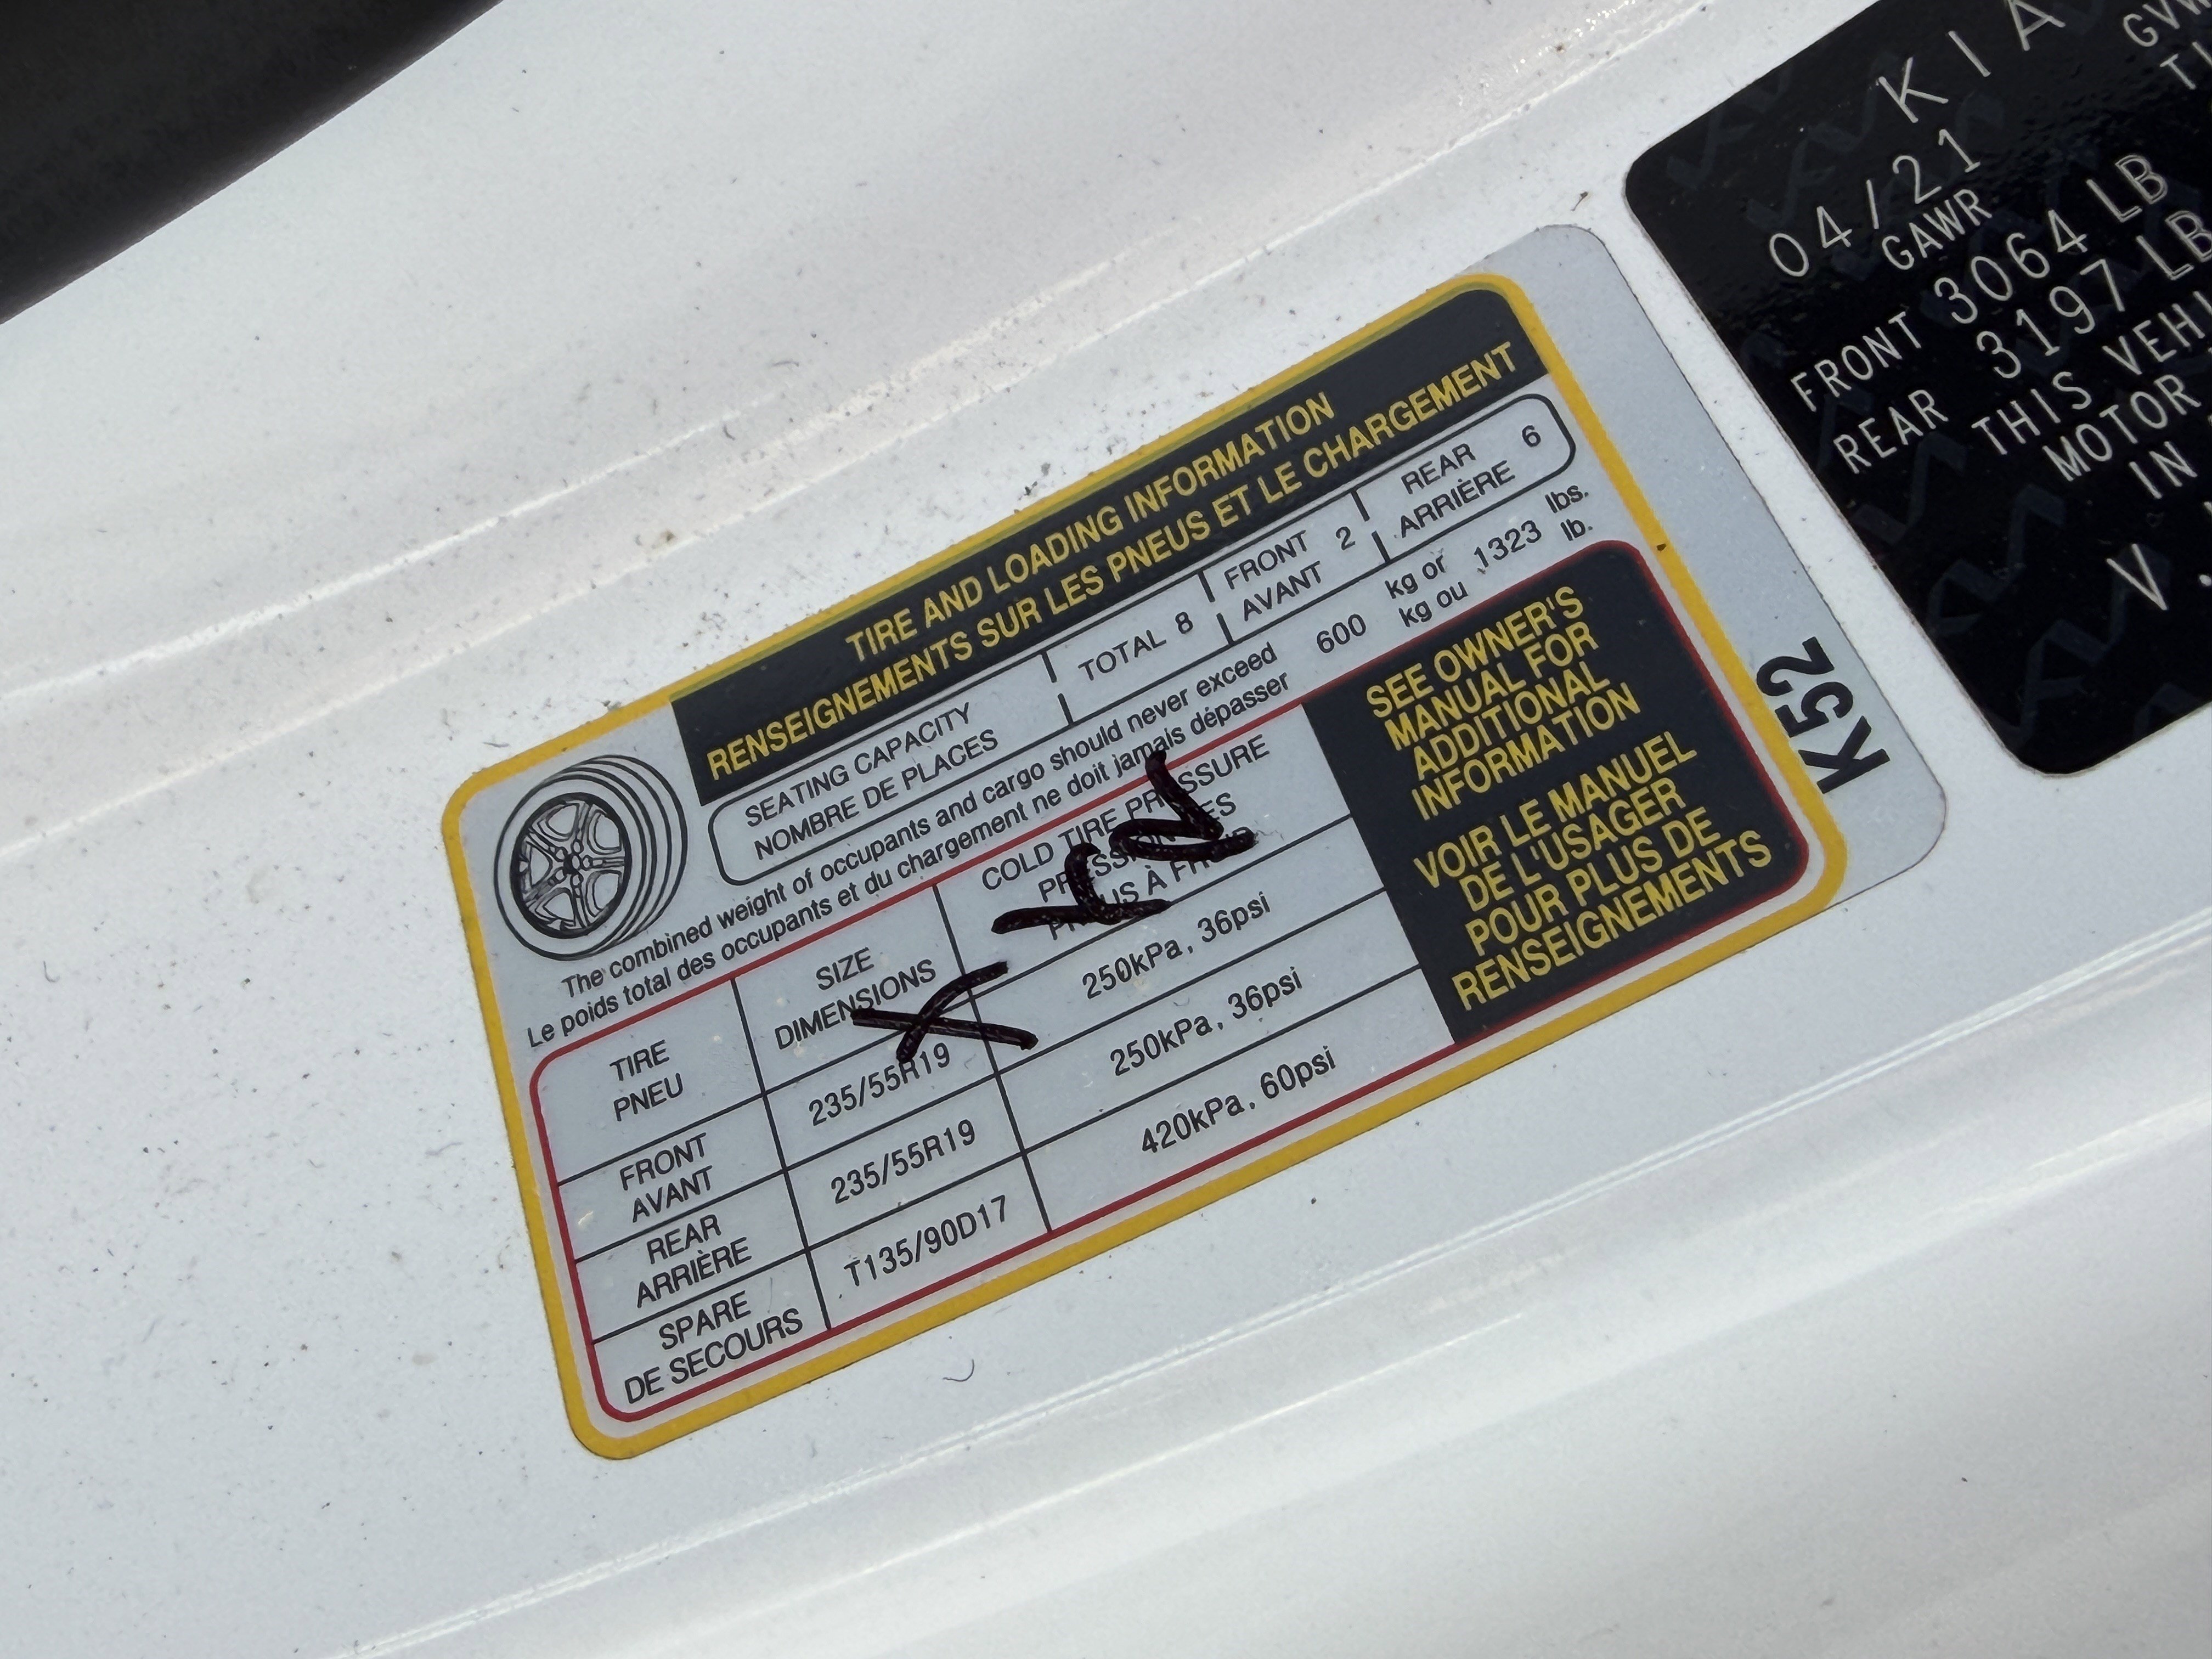 TIRE AND LOADING INFORMATION
RENSEIGNEMENTS SUR LES PNEUS ET LE CHARGEMENT
SEATING CAPACITY
NOMBRE DE PLACES
TOTAL 8
FRONT
AVANT 2
REAR
ARRIÈRE 6
The combined weight of occupants and cargo should never exceed 600 kg or 1323 lbs.
Le poids total des occupants et du chargement ne doit jamais dépasser kg ou lb.
TIRE
PNEU
SIZE
DIMENSIONS
COLD TIRE PRESSURE
À
FRONT
AVANT
235/55R19
250kPa, 36psi
REAR
ARRIÈRE
235/55R19
250kPa, 36psi
SPARE
DE SECOURS
T135/90D17
420kPa, 60psi
SEE OWNER'S
MANUAL FOR
ADDITIONAL
INFORMATION
VOIR LE MANUEL
DE L'USAGER
POUR PLUS DE
RENSEIGNEMENTS
K52
KIA
04/21
GAWR
FRONT 3064 LB
REAR 3197 LB
THIS VEH
MOTOR
IN
V.